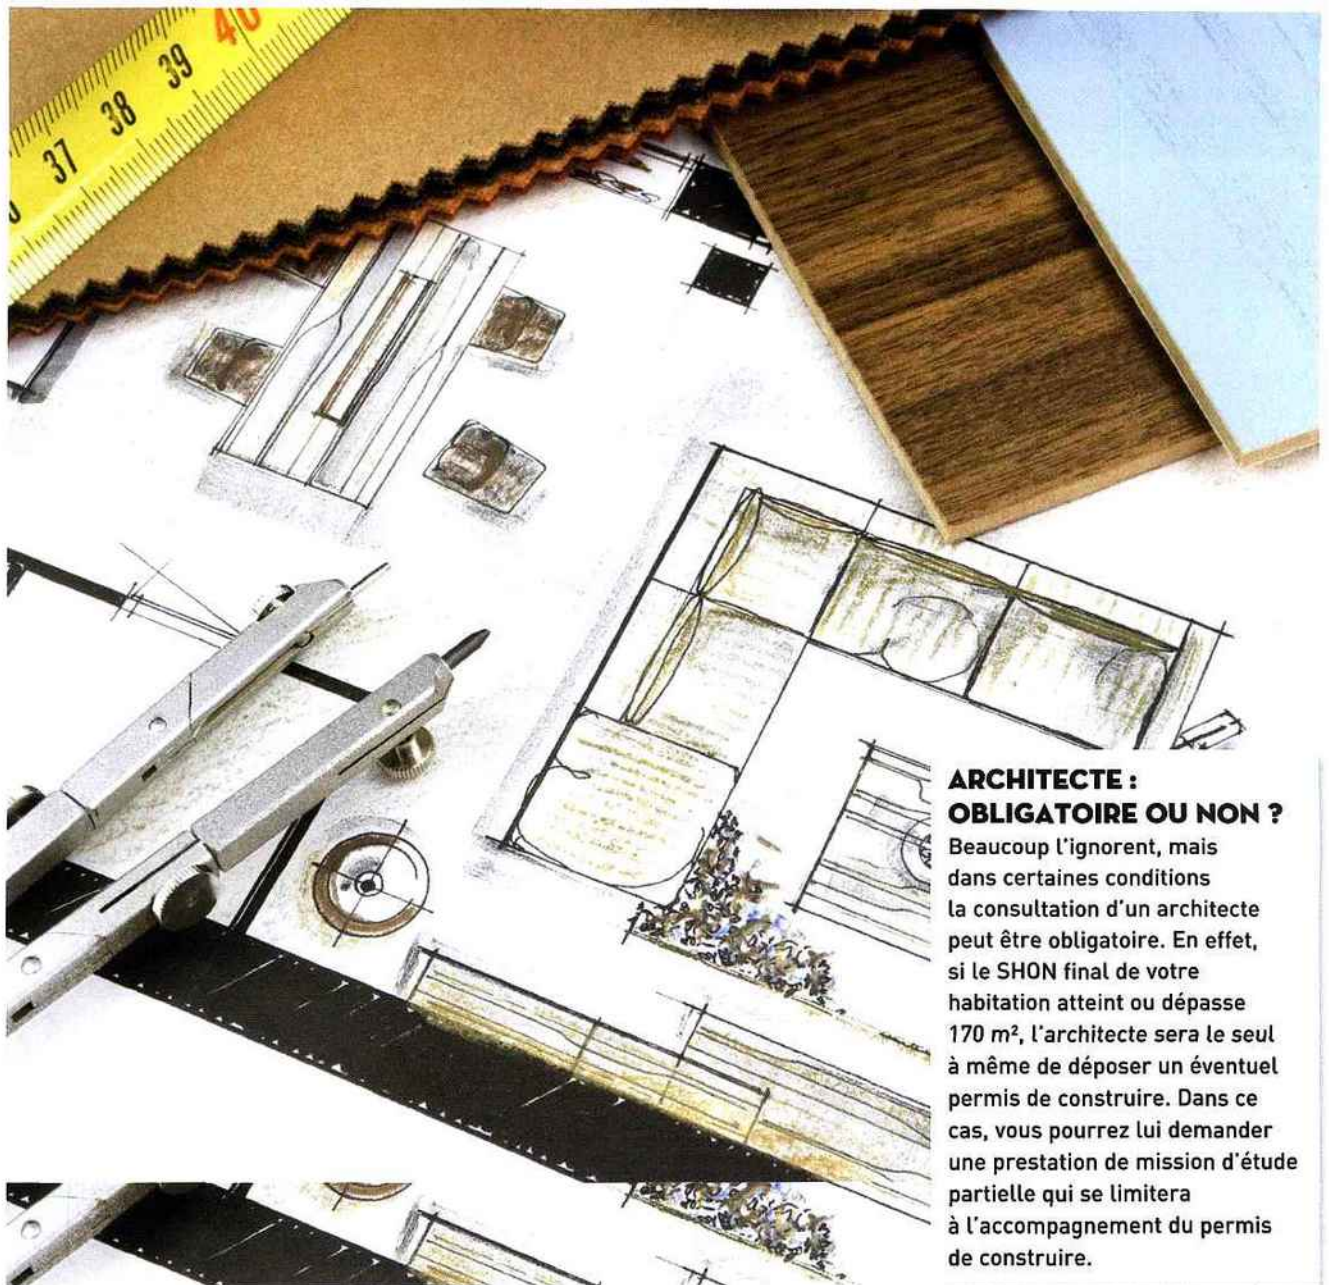 37 38 39 40
ARCHITECTE :
OBLIGATOIRE OU NON ?
Beaucoup l'ignorent, mais
dans certaines conditions
la consultation d'un architecte
peut être obligatoire. En effet,
si le SHON final de votre
habitation atteint ou dépasse
170 m², l'architecte sera le seul
à même de déposer un éventuel
permis de construire. Dans ce
cas, vous pourrez lui demander
une prestation de mission d'étude
partielle qui se limitera
à l'accompagnement du permis
de construire.